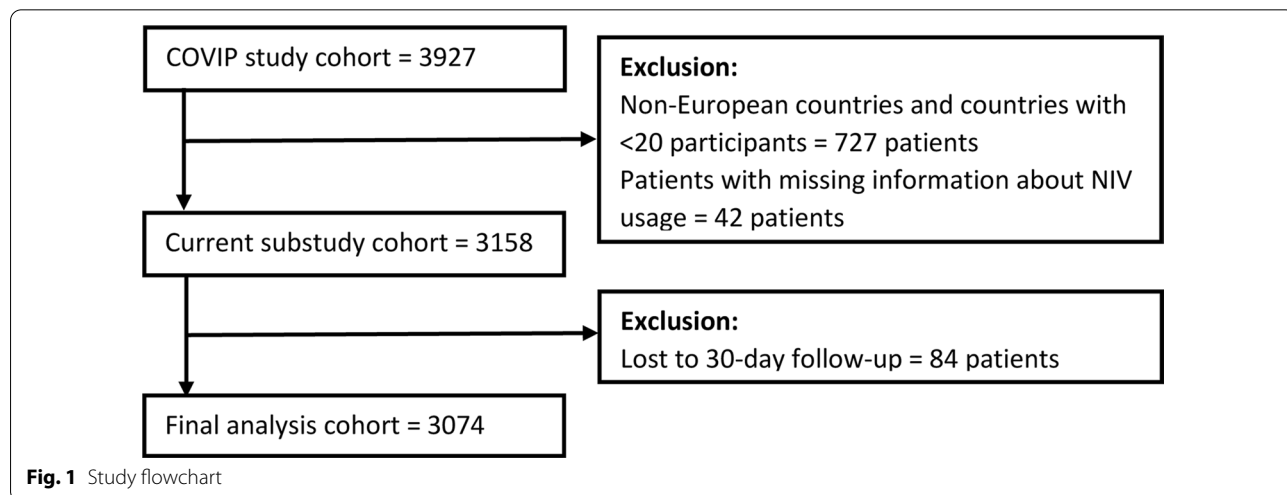 COVIP study cohort = 3927
Exclusion:
Non-European countries and countries with
<20 participants = 727 patients
Patients with missing information about NIV
usage = 42 patients
Current substudy cohort = 3158
Exclusion:
Lost to 30-day follow-up = 84 patients
Final analysis cohort = 3074
Fig. 1 Study flowchart